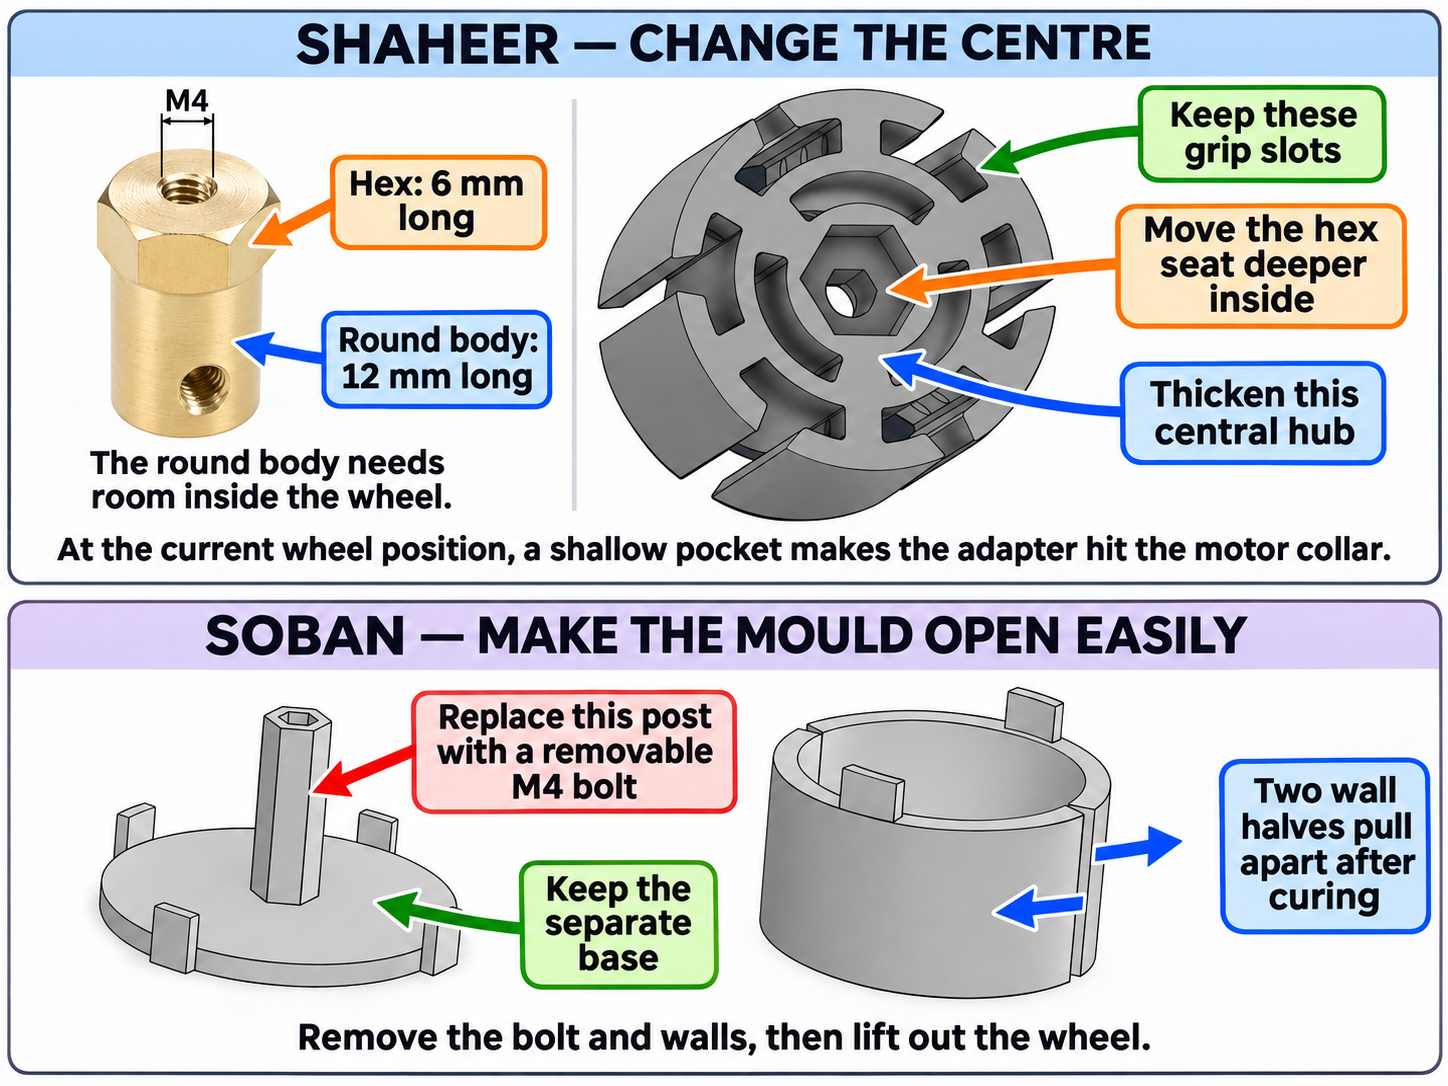 SHAHEER — CHANGE THE CENTRE
M4
Hex: 6 mm
long
Round body:
12 mm long
The round body needs
room inside the wheel.
Keep these
grip slots
Move the hex
seat deeper
inside
Thicken this
central hub
At the current wheel position, a shallow pocket makes the adapter hit the motor collar.
SOBAN — MAKE THE MOULD OPEN EASILY
Replace this post
with a removable
M4 bolt
Keep the
separate
base
Two wall
halves pull
apart after
curing
Remove the bolt and walls, then lift out the wheel.